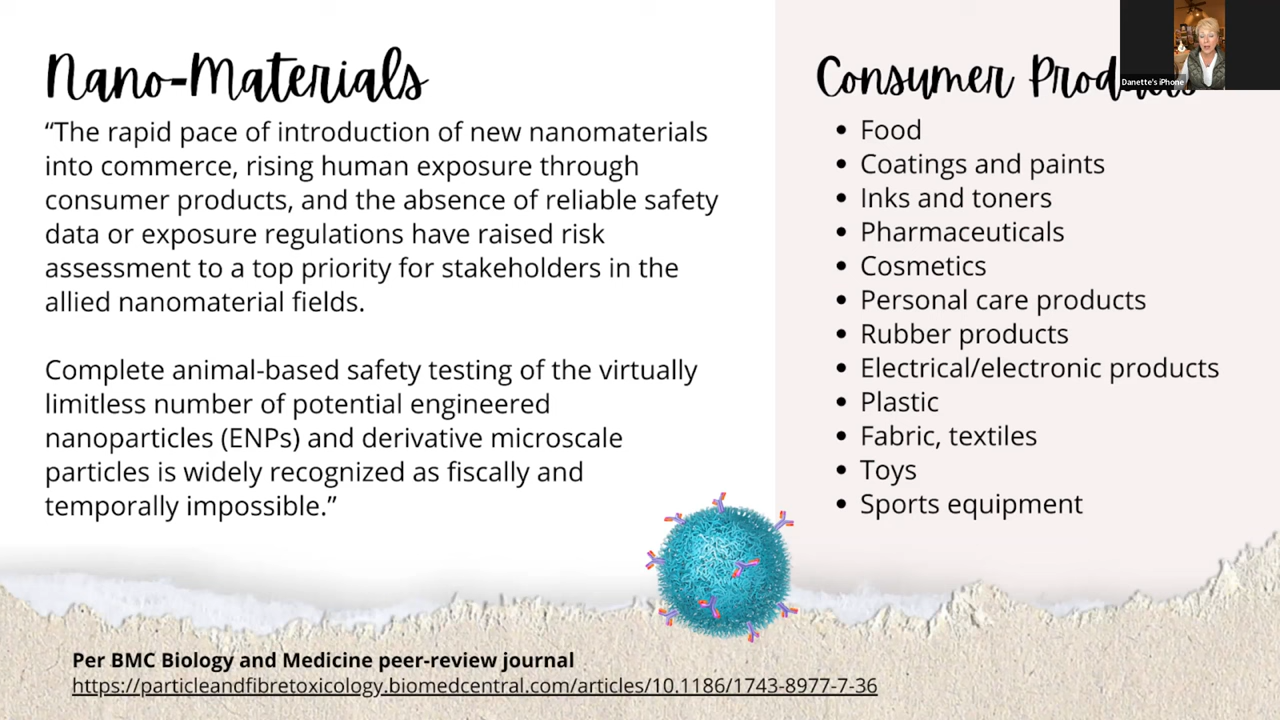 Nano-Materials
“The rapid pace of introduction of new nanomaterials
into commerce, rising human exposure through
consumer products, and the absence of reliable safety
data or exposure regulations have raised risk
assessment to a top priority for stakeholders in the
allied nanomaterial fields.
Complete animal-based safety testing of the virtually
limitless number of potential engineered
nanoparticles (ENPs) and derivative microscale
particles is widely recognized as fiscally and
temporally impossible.”
Consumer Products
• Food
• Coatings and paints
• Inks and toners
• Pharmaceuticals
• Cosmetics
• Personal care products
• Rubber products
• Electrical/electronic products
• Plastic
• Fabric, textiles
• Toys
• Sports equipment
Danette's iPhone
Per BMC Biology and Medicine peer-review journal
https://particleandfibretoxicology.biomedcentral.com/articles/10.1186/1743-8977-7-36